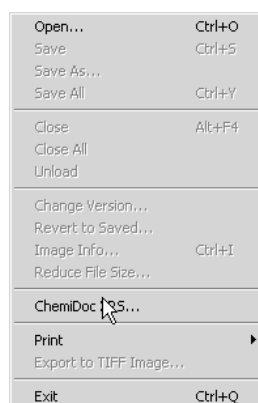 Open... Ctrl+O
Save Ctrl+S
Save As...
Save All Ctrl+Y
Close Alt+F4
Close All
Unload
Change Version...
Revert to Saved...
Image Info... Ctrl+I
Reduce File Size...
ChemiDoc
Print
Export to TIFF Image...
Exit Ctrl+Q